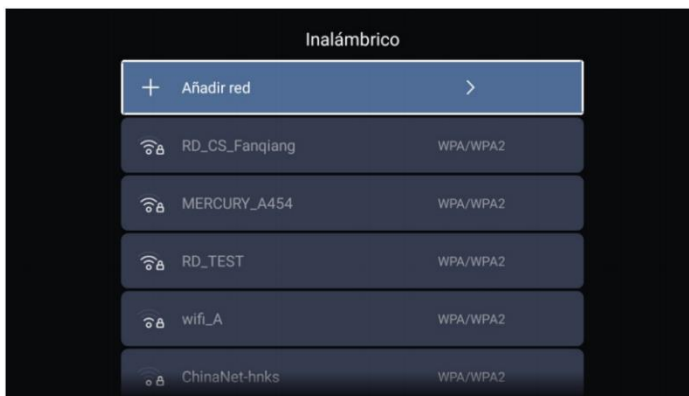 Inalámbrico
Añadir red
RD_CS_Fanqiang WPA/WPA2
MERCURY_A454 WPA/WPA2
RD_TEST WPA/WPA2
wifi_A WPA/WPA2
ChinaNet-hnks WPA/WPA2